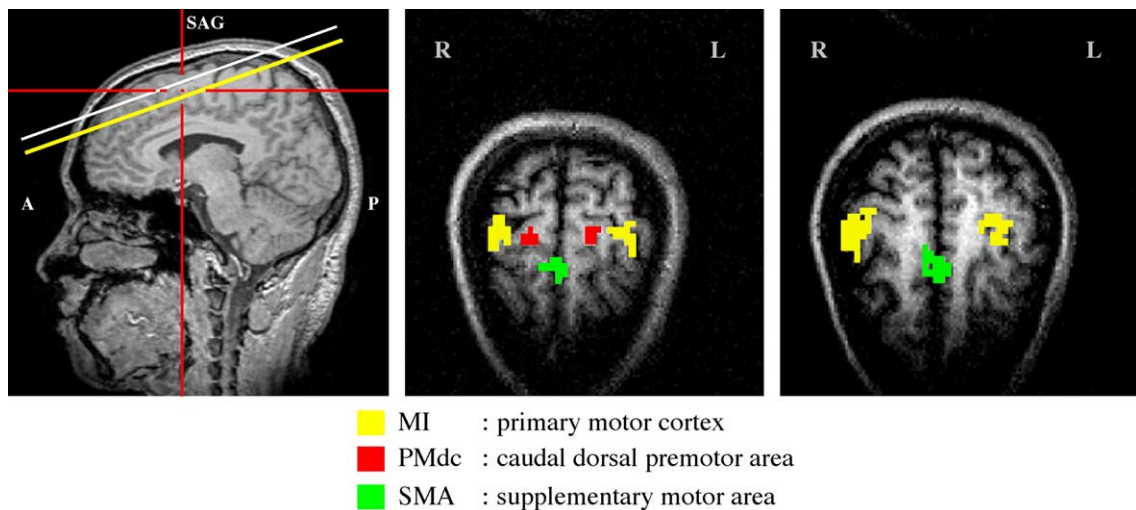 SAG
A
P
R
L
R
L
MI : primary motor cortex
PMdc : caudal dorsal premotor area
SMA : supplementary motor area